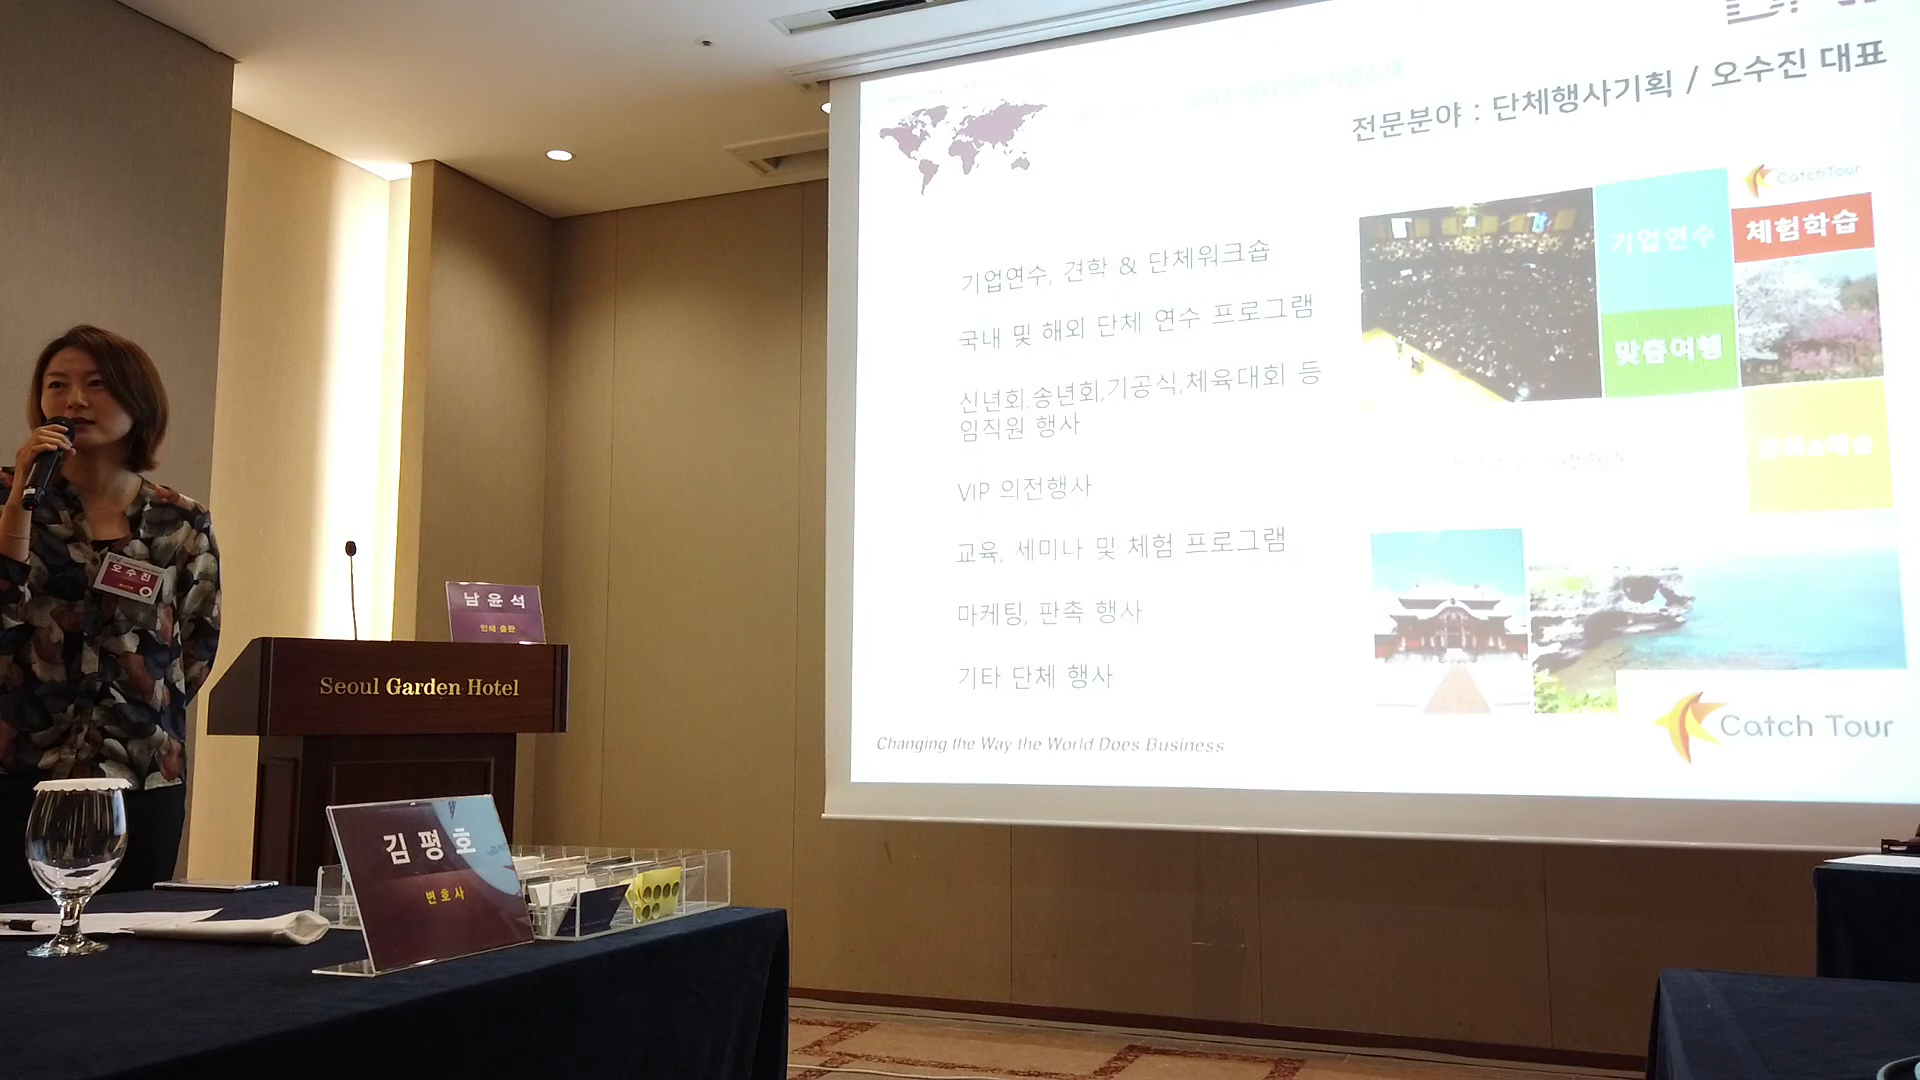 전문분야 : 단체행사기획 / 오수진 대표
CatchTour
기업연수
체험학습
맞춤여행
기업연수, 견학 & 단체워크숍
국내 및 해외 단체 연수 프로그램
신년회,송년회,기공식,체육대회 등
임직원 행사
VIP 의전행사
교육, 세미나 및 체험 프로그램
마케팅, 판촉 행사
기타 단체 행사
Changing the Way the World Does Business
Catch Tour
오수진
남윤석
인쇄 출판
Seoul Garden Hotel
김평호
변호사